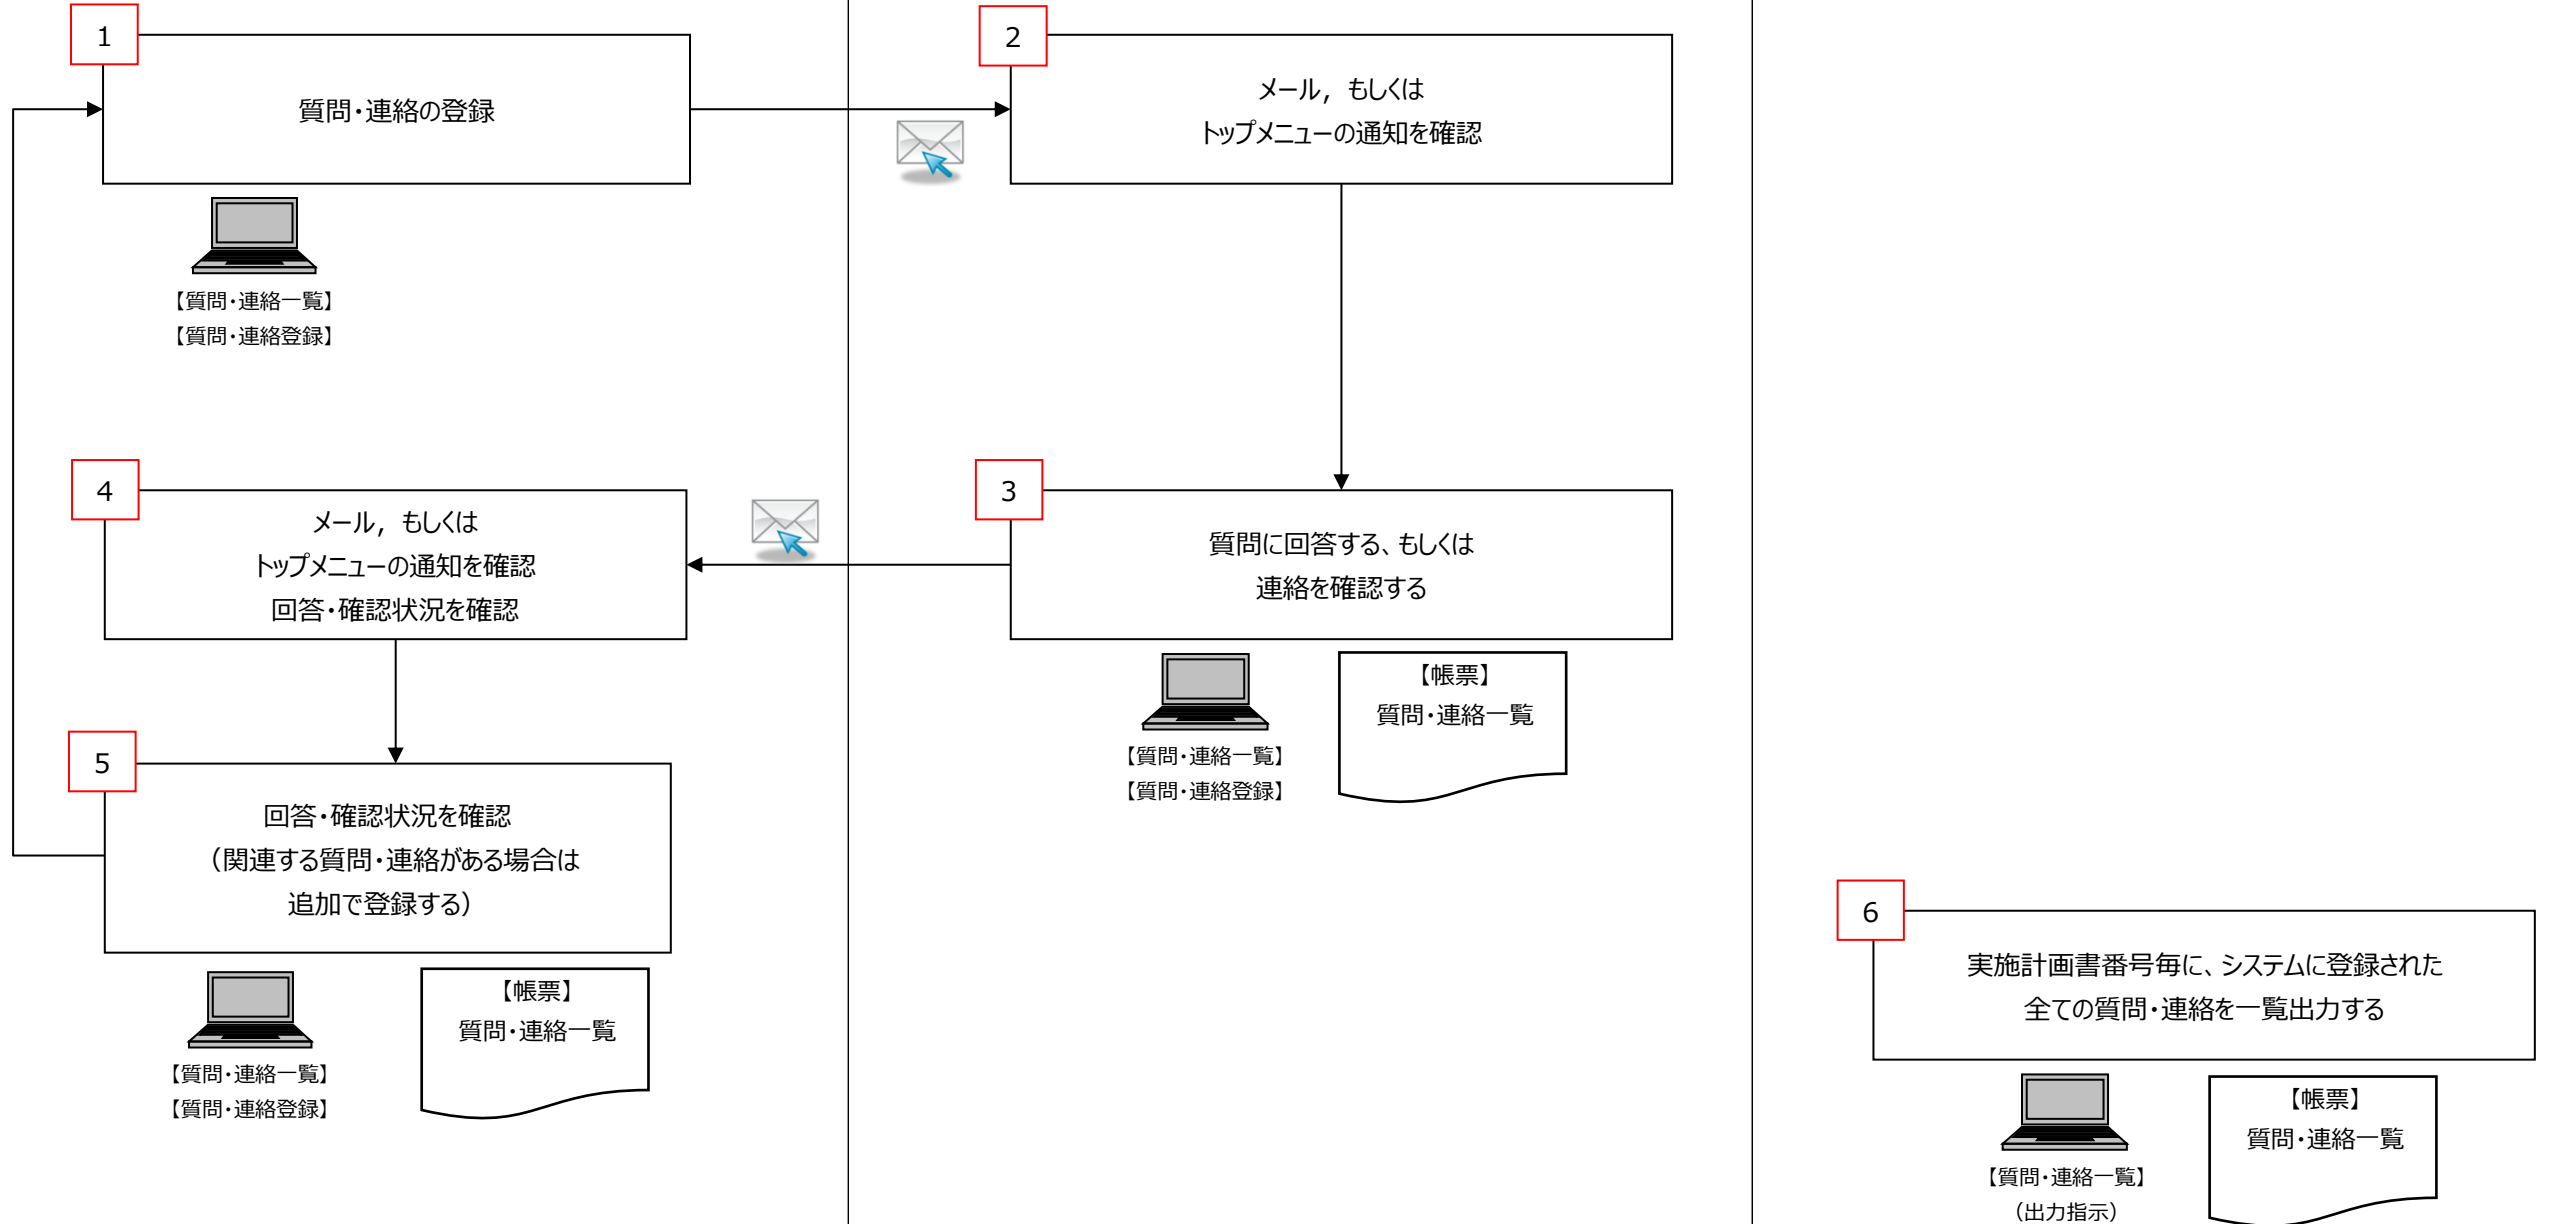 1
質問・連絡の登録
【質問・連絡一覧】
【質問・連絡登録】
2
メール，もしくは
トップメニューの通知を確認
3
質問に回答する、もしくは
連絡を確認する
【質問・連絡一覧】
【質問・連絡登録】
【帳票】
質問・連絡一覧
4
メール，もしくは
トップメニューの通知を確認
回答・確認状況を確認
5
回答・確認状況を確認
（関連する質問・連絡がある場合は
追加で登録する）
【質問・連絡一覧】
【質問・連絡登録】
【帳票】
質問・連絡一覧
6
実施計画書番号毎に、システムに登録された
全ての質問・連絡を一覧出力する
【質問・連絡一覧】
（出力指示）
【帳票】
質問・連絡一覧